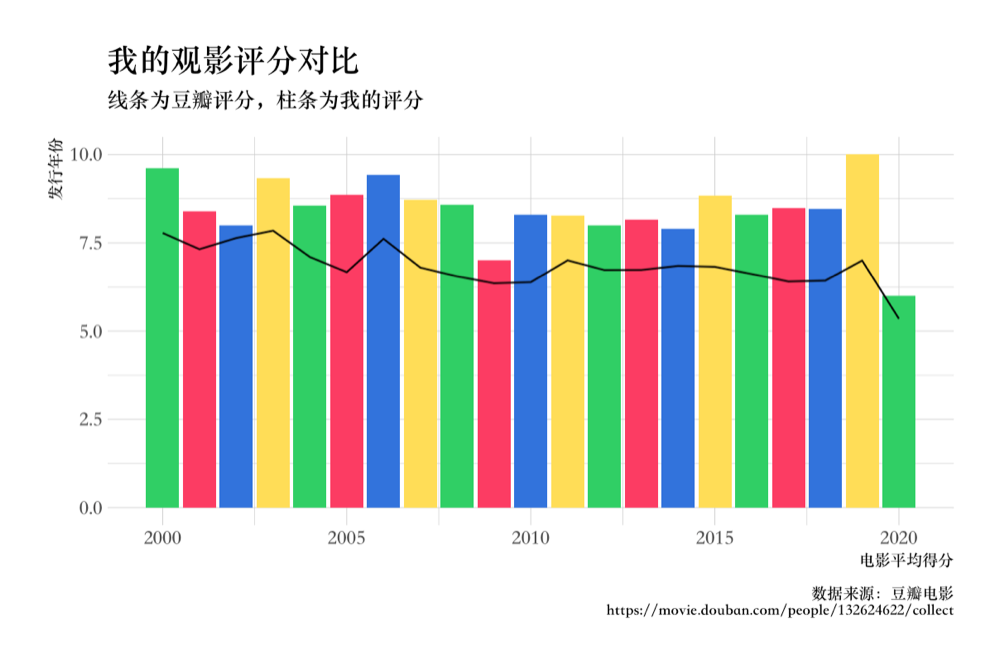 我的观影评分对比
线条为豆瓣评分，柱条为我的评分
发行年份
10.0
7.5
5.0
2.5
0.0
2000 2005 2010 2015 2020
电影平均得分
数据来源：豆瓣电影
https://movie.douban.com/people/132624622/collect